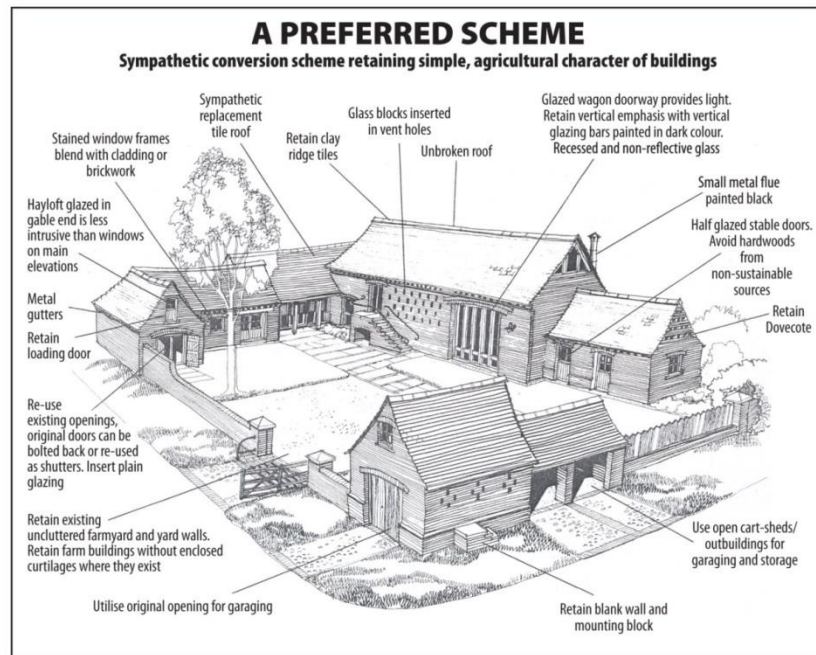 A PREFERRED SCHEME
Sympathetic conversion scheme retaining simple, agricultural character of buildings
Sympathetic
replacement
tile roof
Glass blocks inserted
in vent holes
Glazed wagon doorway provides light.
Retain vertical emphasis with vertical
glazing bars painted in dark colour.
Recessed and non-reflective glass
Stained window frames
blend with cladding or
brickwork
Retain clay
ridge tiles
Unbroken roof
Small metal flue
painted black
Hayloft glazed in
gable end is less
intrusive than windows
on main
elevations
Half glazed stable doors.
Avoid hardwoods
from
non-sustainable
sources
Metal
gutters
Retain
loading door
Retain
Dovecote
Re-use
existing openings,
original doors can be
bolted back or re-used
as shutters. Insert plain
glazing
Retain existing
uncluttered farmyard and yard walls.
Retain farm buildings without enclosed
curtilages where they exist
Use open cart-sheds/
outbuildings for
garaging and storage
Utilise original opening for garaging
Retain blank wall and
mounting block